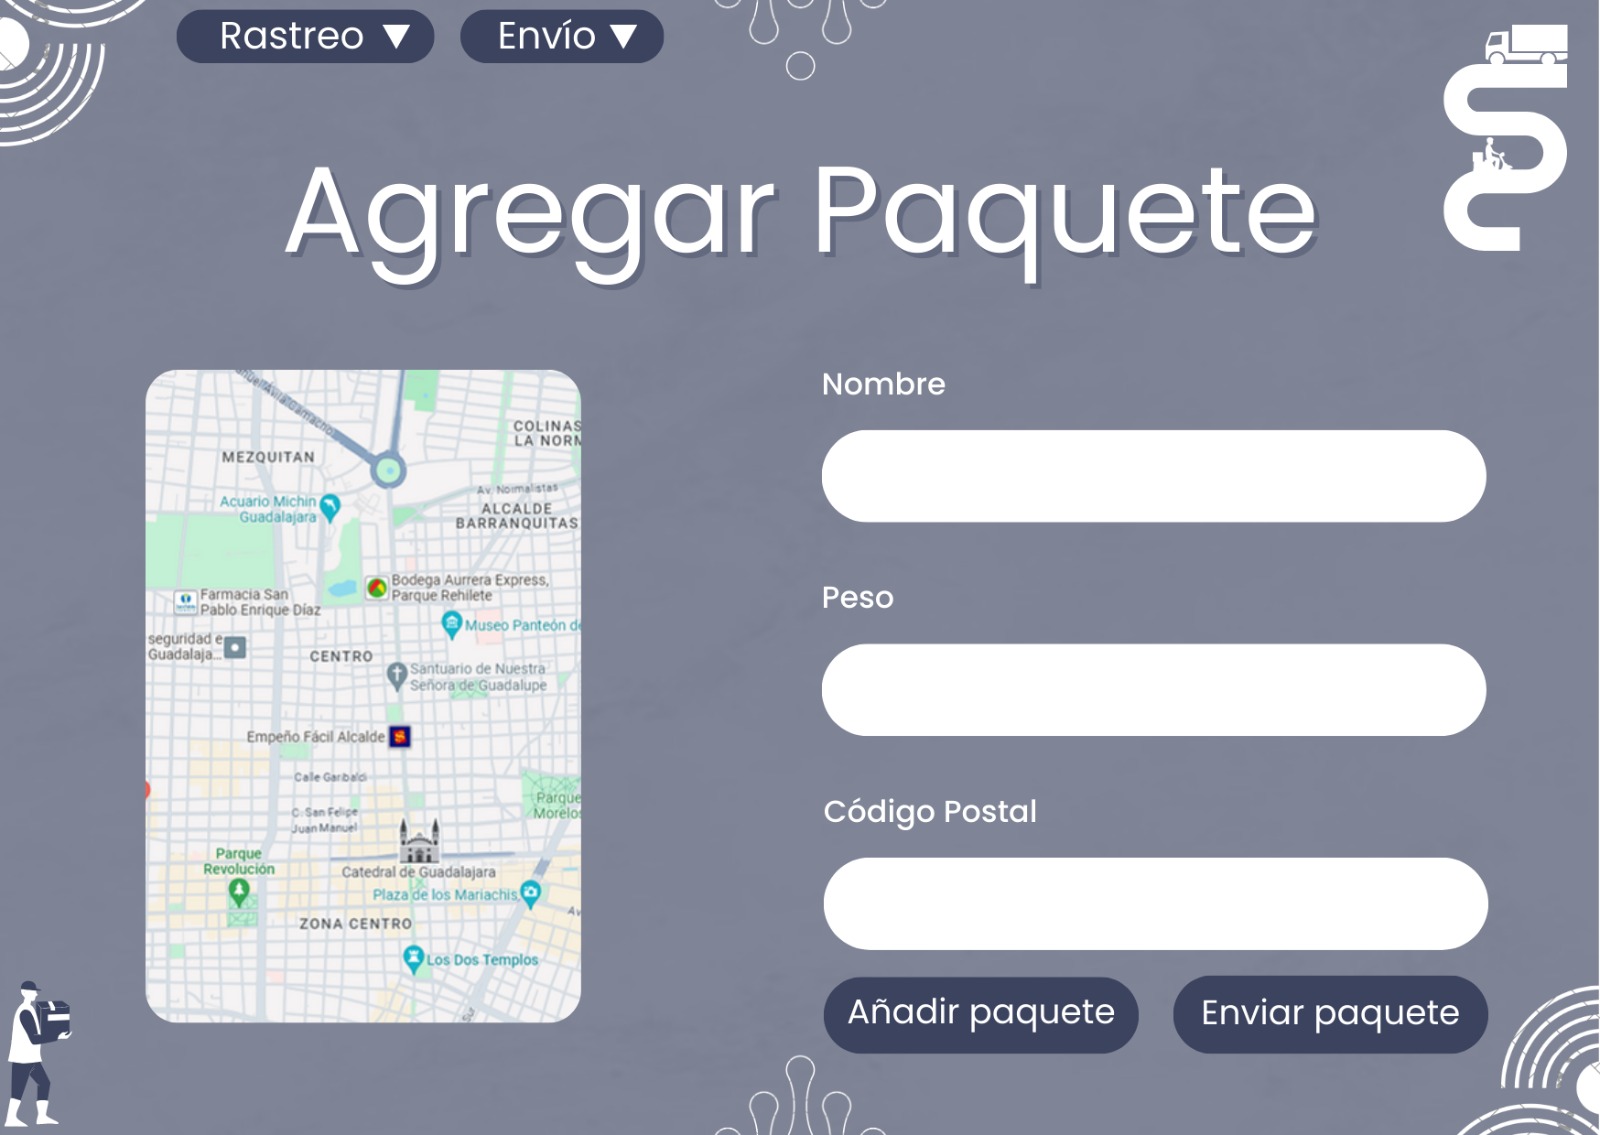 Rastreo ▼
Envío ▼
Agregar Paquete
COLINAS
LA NORM
MEZQUITAN
Av. Normalistas
Acuario Michin
Guadalajara
ALCALDE
BARRANQUITAS
Bodega Aurrera Express,
Parque Rehilete
Farmacia San
Pablo Enrique Díaz
Museo Panteón de
seguridad e
Guadalaja...
CENTRO
Santuario de Nuestra
Señora de Guadalupe
Empeño Fácil Alcalde
Calle Garibaldi
C. San Felipe
Juan Manuel
Parque
Morelos
Parque
Revolución
Catedral de Guadalajara
Plaza de los Mariachis
Av
ZONA CENTRO
Los Dos Templos
Sur
Nombre
Peso
Código Postal
Añadir paquete
Enviar paquete